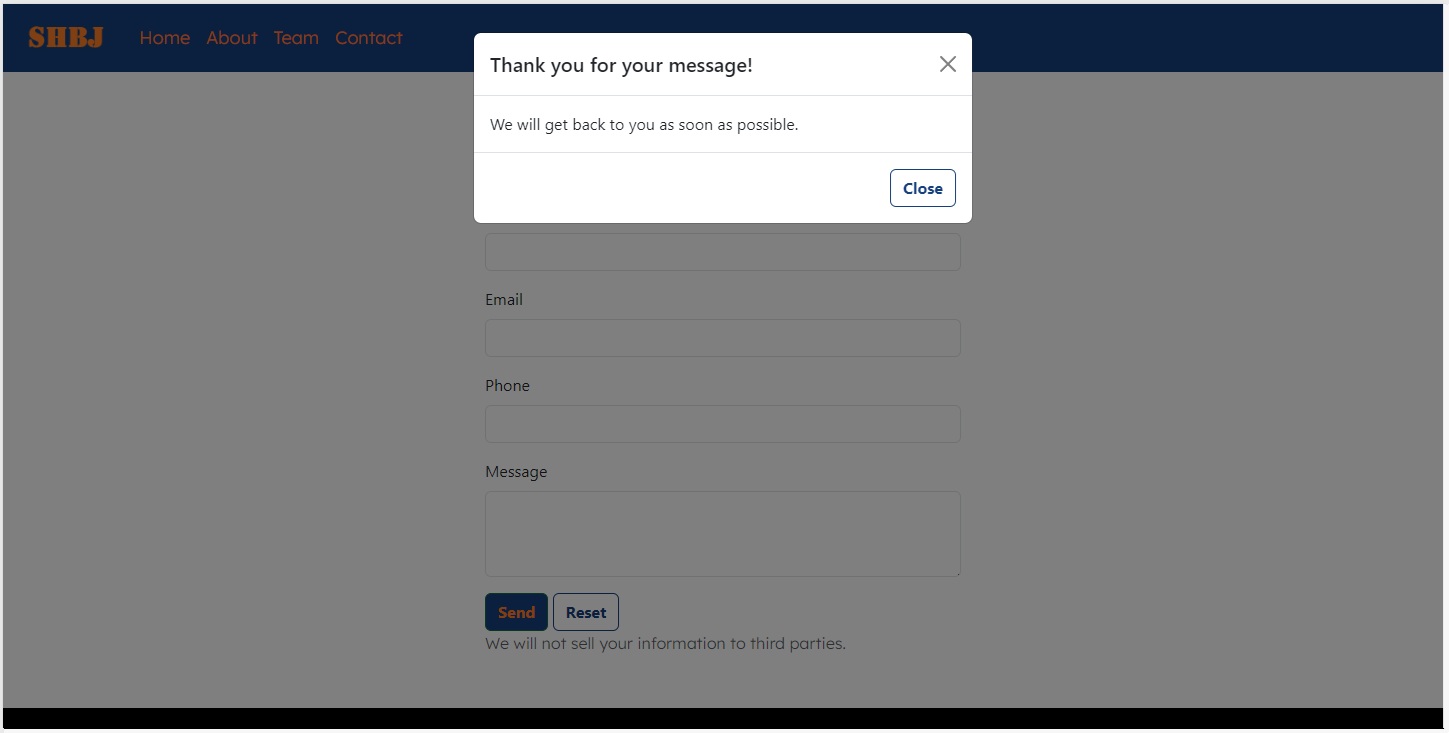 SHBJ Home About Team Contact
Thank you for your message!
We will get back to you as soon as possible.
Close
Email
Phone
Message
Send Reset
We will not sell your information to third parties.